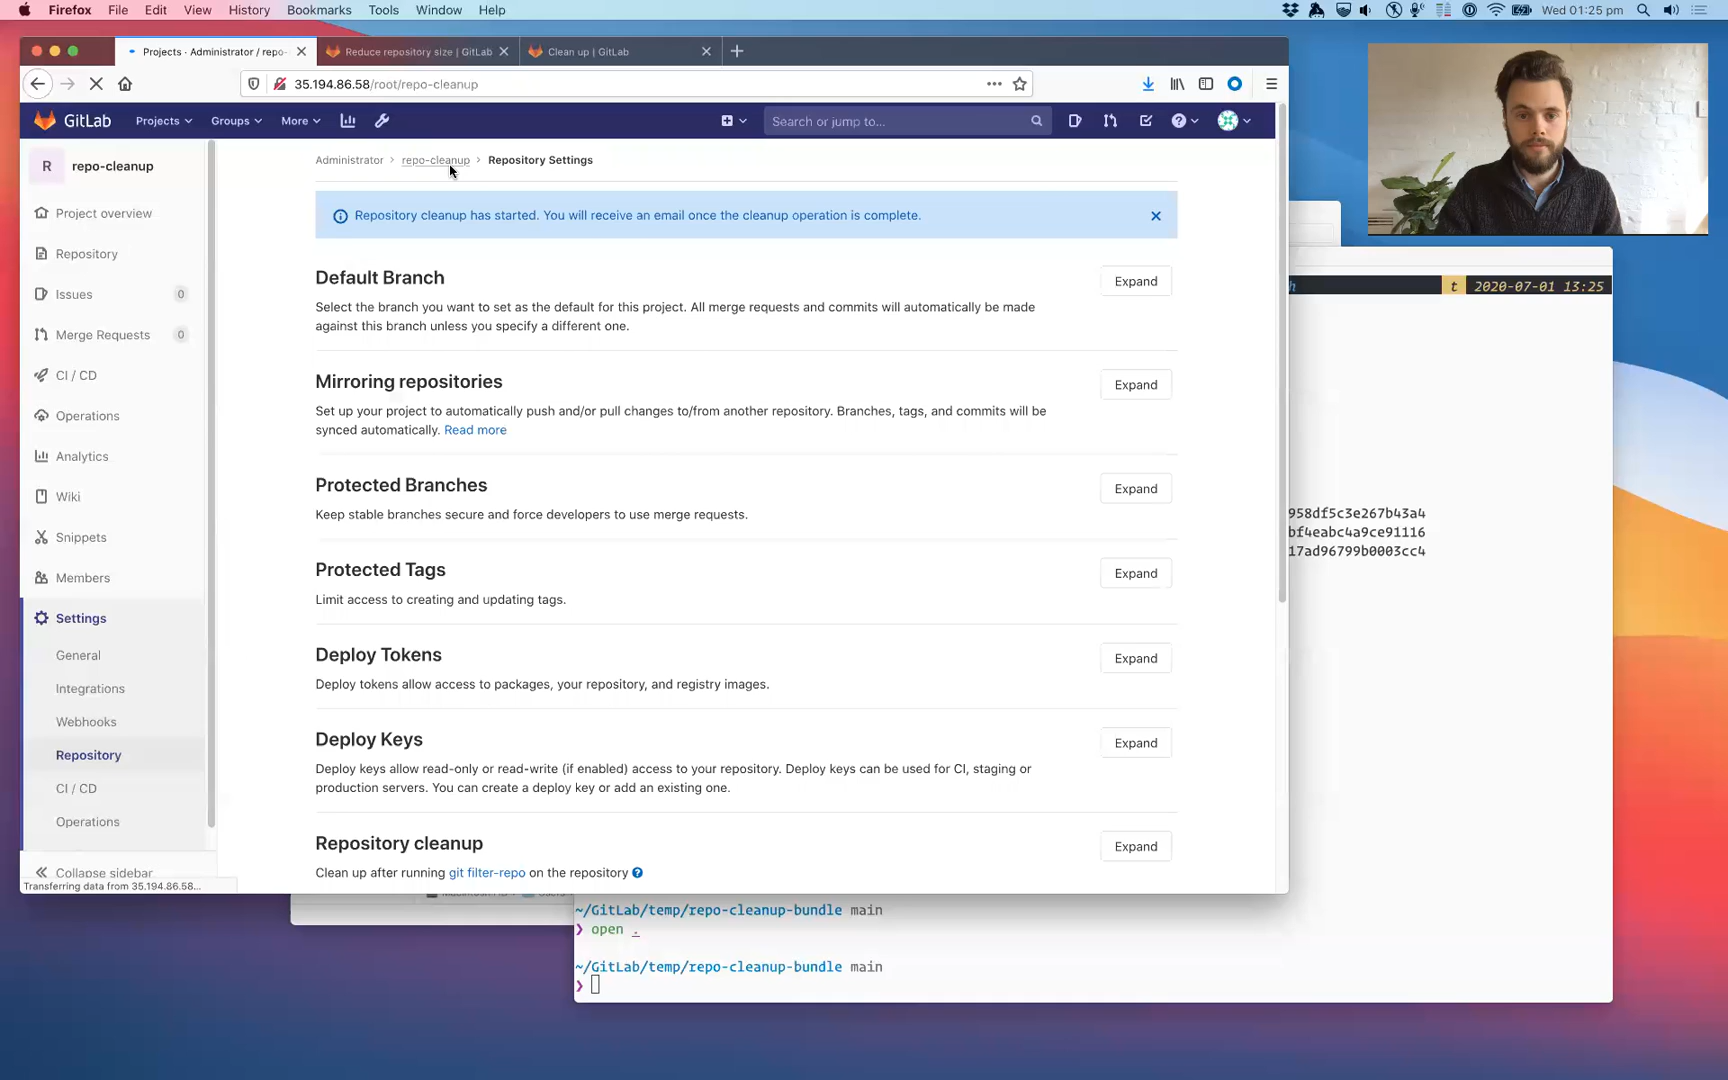 Firefox File Edit View History Bookmarks Tools Window Help
Wed 01:25 pm
Projects · Administrator / repo-
Reduce repository size | GitLab
Clean up | GitLab
35.194.86.58/root/repo-cleanup
GitLab Projects Groups More
Search or jump to...
R repo-cleanup
Administrator > repo-cleanup > Repository Settings
Project overview
Repository
Issues 0
Merge Requests 0
CI / CD
Operations
Analytics
Wiki
Snippets
Members
Settings
General
Integrations
Webhooks
Repository
CI / CD
Operations
Collapse sidebar
Transferring data from 35.194.86.58...
Repository cleanup has started. You will receive an email once the cleanup operation is complete.
Default Branch
Expand
Select the branch you want to set as the default for this project. All merge requests and commits will automatically be made
against this branch unless you specify a different one.
Mirroring repositories
Expand
Set up your project to automatically push and/or pull changes to/from another repository. Branches, tags, and commits will be
synced automatically. Read more
Protected Branches
Expand
Keep stable branches secure and force developers to use merge requests.
Protected Tags
Expand
Limit access to creating and updating tags.
Deploy Tokens
Expand
Deploy tokens allow access to packages, your repository, and registry images.
Deploy Keys
Expand
Deploy keys allow read-only or read-write (if enabled) access to your repository. Deploy keys can be used for CI, staging or
production servers. You can create a deploy key or add an existing one.
Repository cleanup
Expand
Clean up after running git filter-repo on the repository
h t 2020-07-01 13:25
958df5c3e267b43a4
bf4eabc4a9ce91116
17ad96799b0003cc4
~/GitLab/temp/repo-cleanup-bundle main
❯ open .
~/GitLab/temp/repo-cleanup-bundle main
❯